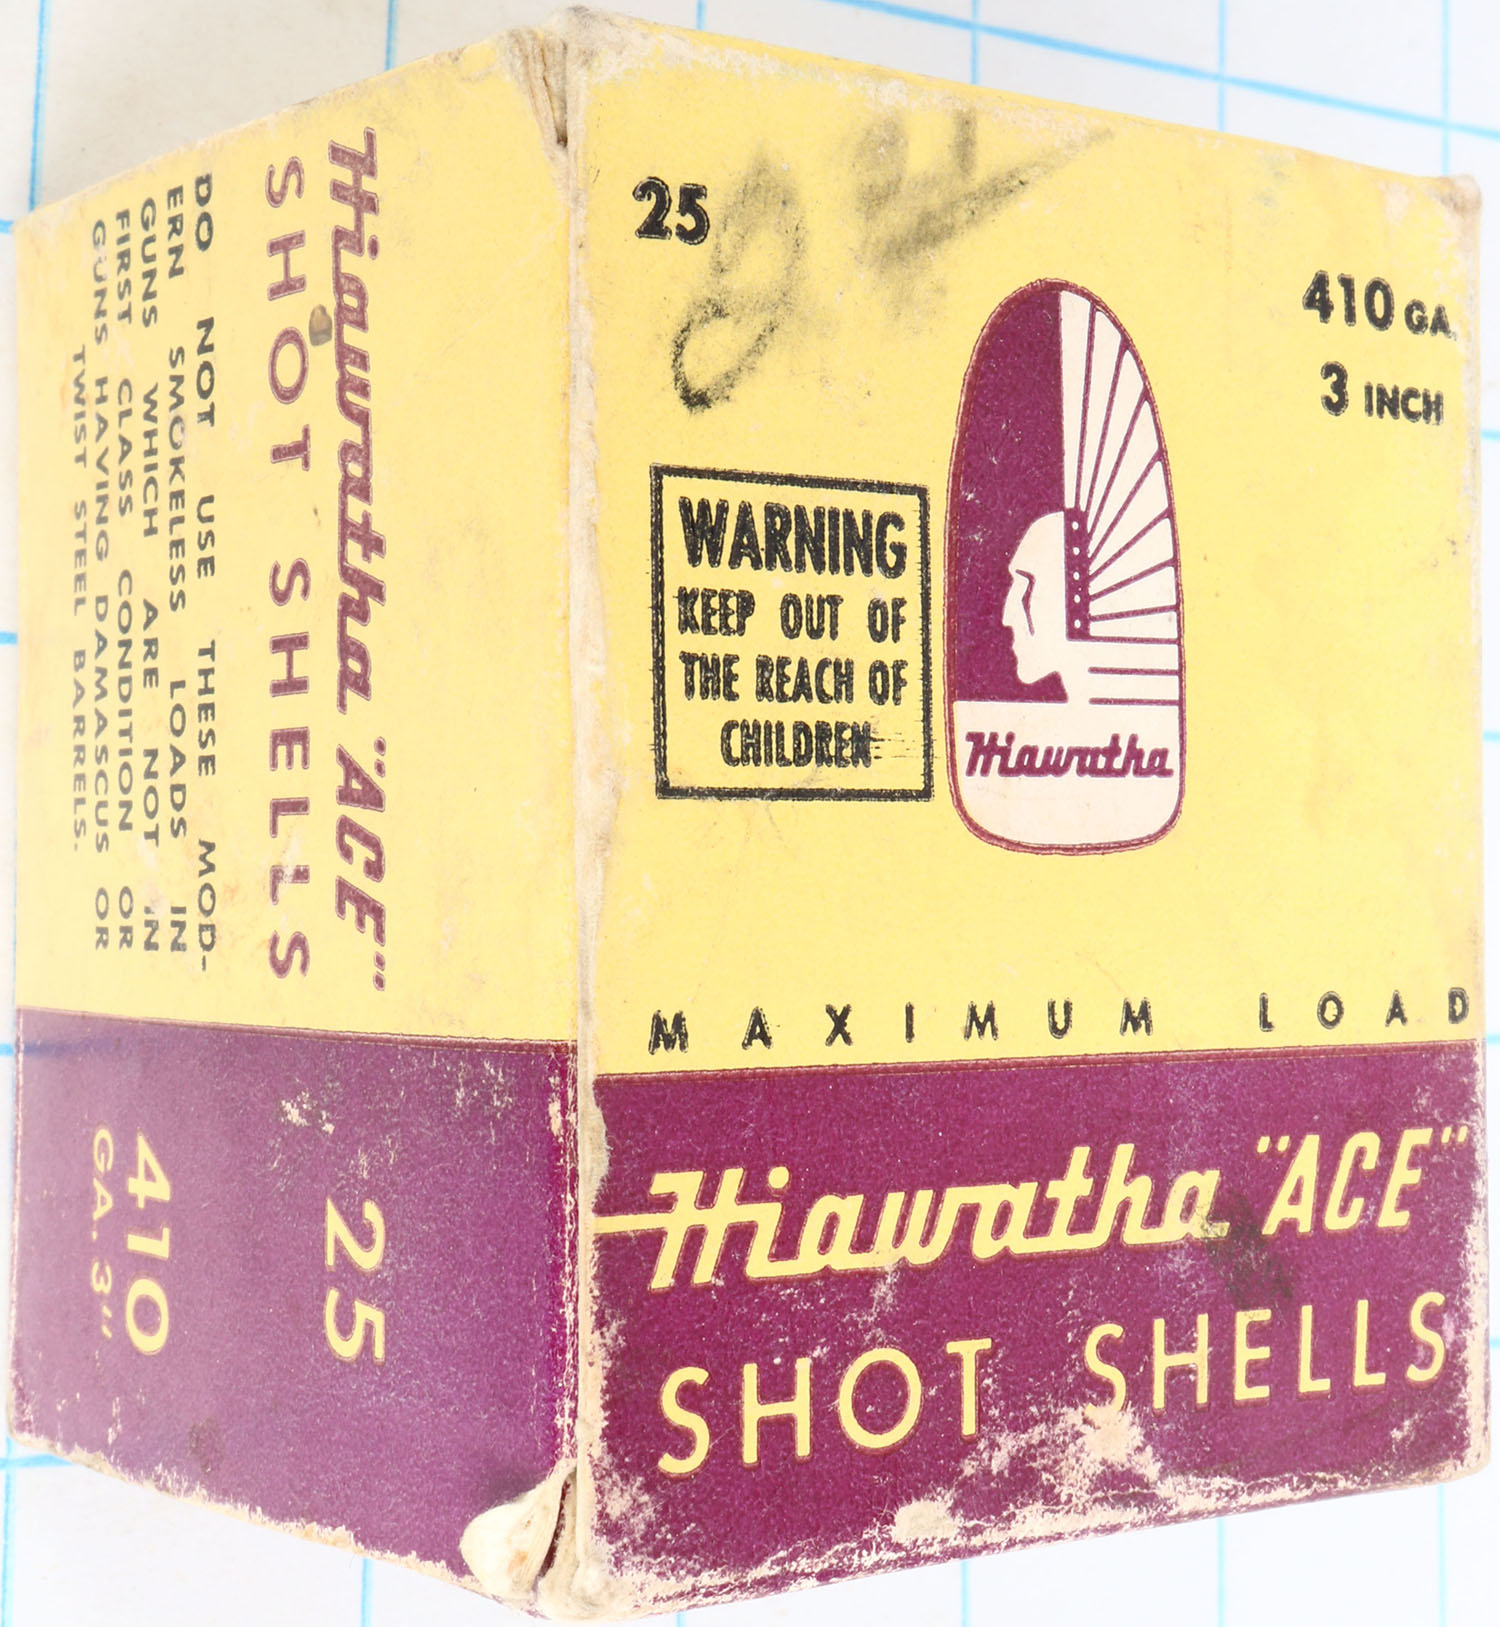 Hiawatha "ACE"
SHOT SHELLS
DO NOT USE THESE MOD-
ERN SMOKELESS LOADS IN
GUNS WHICH ARE NOT IN
FIRST CLASS CONDITION OR
GUNS HAVING DAMASCUS OR
TWIST STEEL BARRELS.
25
410
GA. 3"
25
410 GA.
3 INCH
WARNING
KEEP OUT OF
THE REACH OF
CHILDREN
Hiawatha
MAXIMUM LOAD
Hiawatha "ACE"
SHOT SHELLS